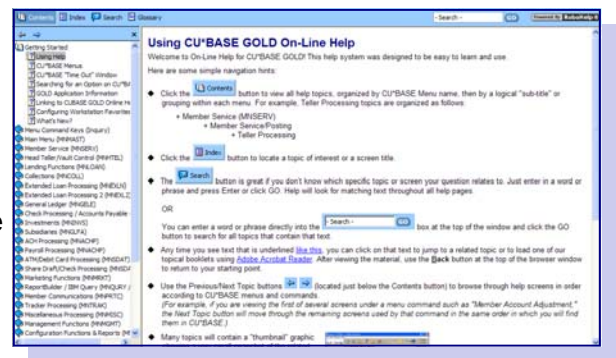 Contents Index Search Glossary - Search - GO Powered By RoboHelp
Getting Started
Using Help
CU*BASE Menus
CU*BASE "Time Out" Window
Searching for an Option on CU*BA
GOLD Application Information
Linking to CUBASE GOLD Online H
Configuring Workstation Favorites
What's New?
Menu Command Keys (Inquiry)
Main Menu (MNMAST)
Member Service (MNSERV)
Head Teller/Vault Control (MNHTEL)
Lending Functions (MNLOAN)
Collections (MNCOLL)
Extended Loan Processing (MNEXLN)
Extended Loan Processing 2 (MNEXL2)
General Ledger (MNGELE)
Check Processing / Accounts Payable
Investments (MNINVS)
Subsidiaries (MNGLFA)
ACH Processing (MNACHP)
Payroll Processing (MNACHP)
ATM/Debit Card Processing (MNSDAT)
Share Draft/Check Processing (MNSDA
Marketing Functions (MNMRKT)
ReportBuilder / IBM Query (MNQURY /
Member Communications (MNPRTC)
Tracker Processing (MNTRAK)
Miscellaneous Processing (MNMISC)
Management Functions (MNMGMT)
Configuration Functions & Reports (M
Using CU*BASE GOLD On-Line Help
Welcome to On-Line Help for CU*BASE GOLD! This help system was designed to be easy to learn and use.
Here are some simple navigation hints:
Click the Contents button to view all help topics, organized by CU*BASE Menu name, then by a logical "sub-title" or
grouping within each menu. For example, Teller Processing topics are organized as follows:
+ Member Service (MNSERV)
+ Member Service/Posting
+ Teller Processing
Click the Index button to locate a topic of interest or a screen title.
The Search button is great if you don't know which specific topic or screen your question relates to. Just enter in a word or
phrase and press Enter or click GO. Help will look for matching text throughout all help pages.
OR
You can enter a word or phrase directly into the - Search - GO box at the top of the window and click the GO
button to search for all topics that contain that text.
Any time you see text that is underlined like this, you can click on that text to jump to a related topic or to load one of our
topical booklets using Adobe Acrobat Reader. After viewing the material, use the Back button at the top of the browser window
to return to your starting point.
Use the Previous/Next Topic buttons (located just below the Contents button) to browse through help screens in order
according to CU*BASE menus and commands.
(For example, if you are viewing the first of several screens under a menu command such as "Member Account Adjustment,"
the Next Topic button will move through the remaining screens used by that command in the same order in which you will find
them in CU*BASE.)
Many topics will contain a "thumbnail" graphic
e